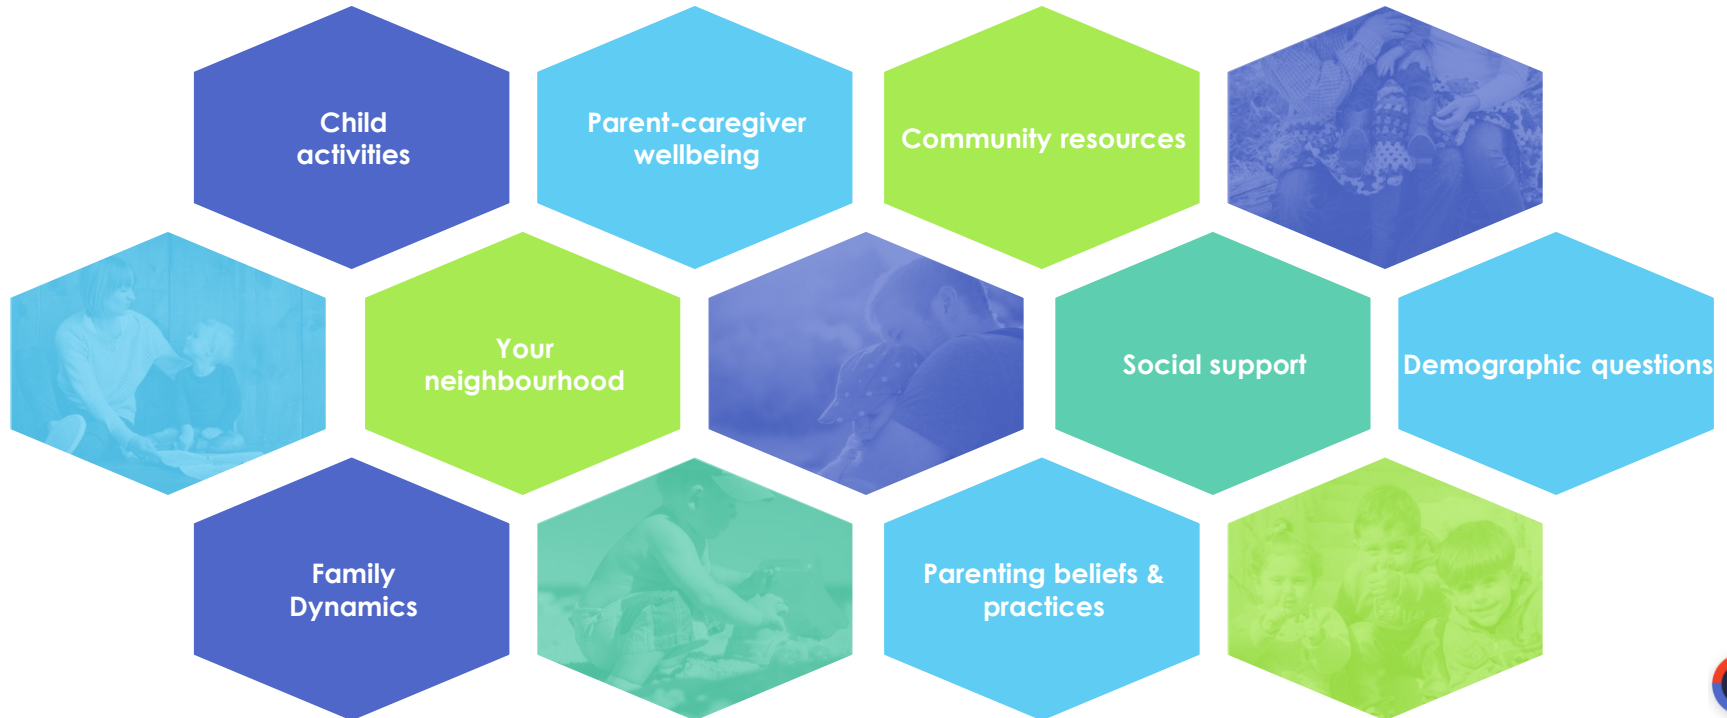 Child
activities
Parent-caregiver
wellbeing
Community resources
Your
neighbourhood
Social support
Demographic questions
Family
Dynamics
Parenting beliefs &
practices